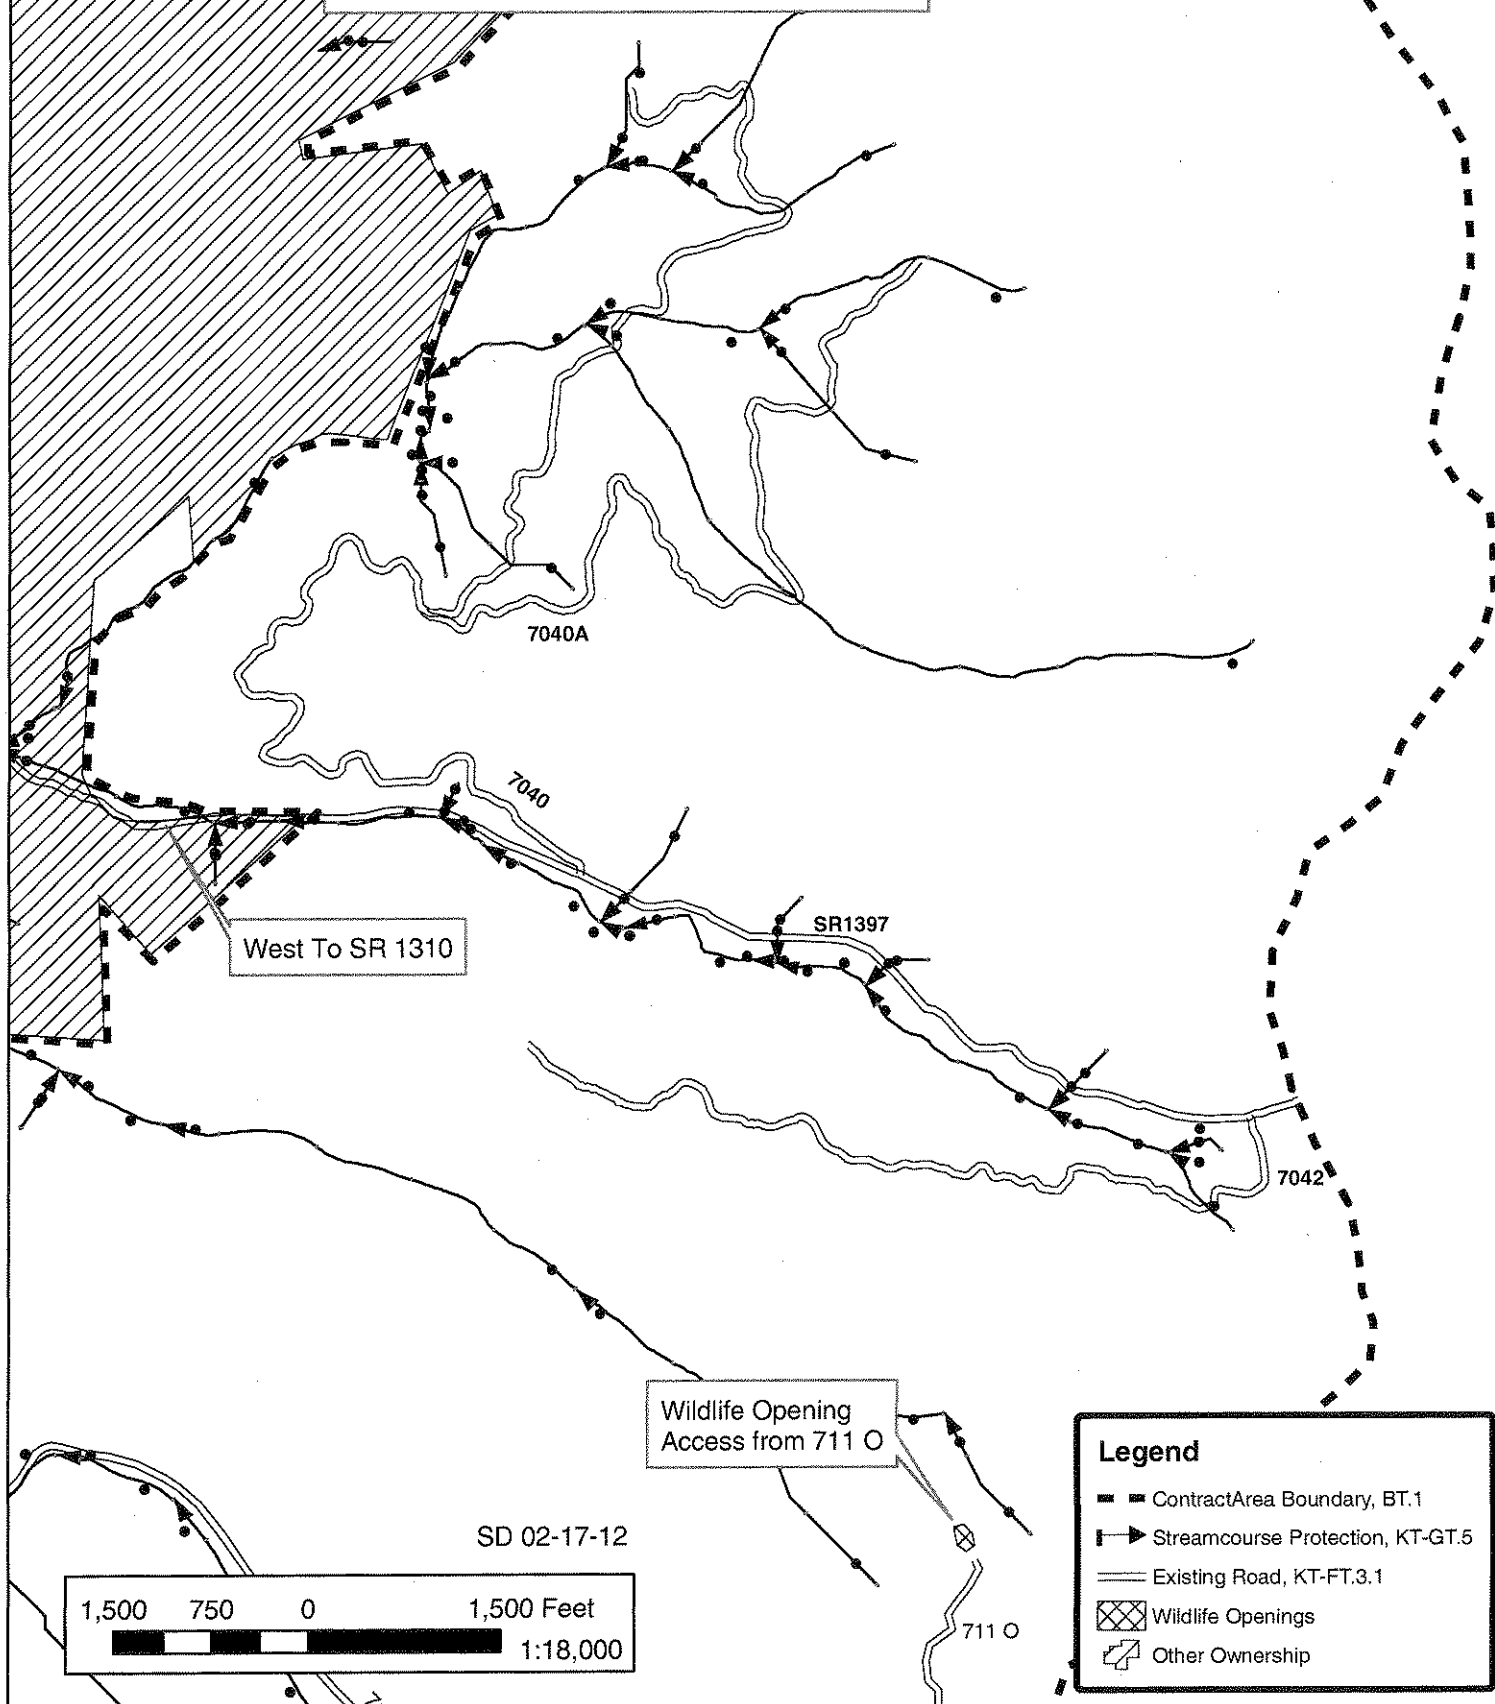 7040A
7040
SR1397
West To SR 1310
7042
Wildlife Opening
Access from 711 O
SD 02-17-12
1,500 750 0 1,500 Feet
1:18,000
711 O
Legend
ContractArea Boundary, BT.1
Streamcourse Protection, KT-GT.5
Existing Road, KT-FT.3.1
Wildlife Openings
Other Ownership